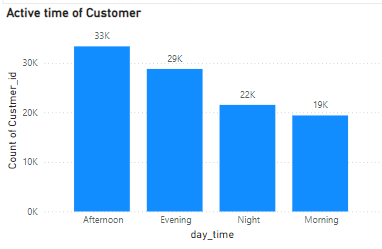 Active time of Customer
Count of Custmer_id
30K
20K
10K
0K
33K
29K
22K
19K
Afternoon
Evening
Night
Morning
day_time